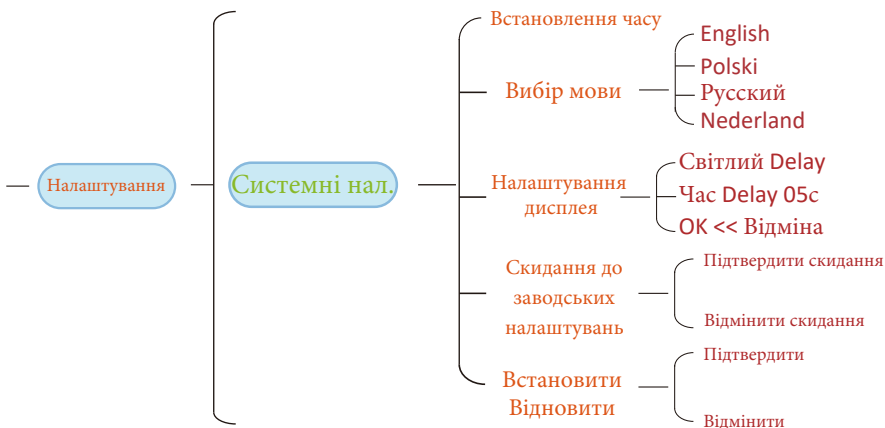 Налаштування
Системні нал.
Встановлення часу
Вибір мови
English
Polski
Русский
Nederland
Налаштування
дисплея
Світлий Delay
Час Delay 05с
OK << Відміна
Скидання до
заводських
налаштувань
Підтвердити скидання
Відмінити скидання
Встановити
Відновити
Підтвердити
Відмінити